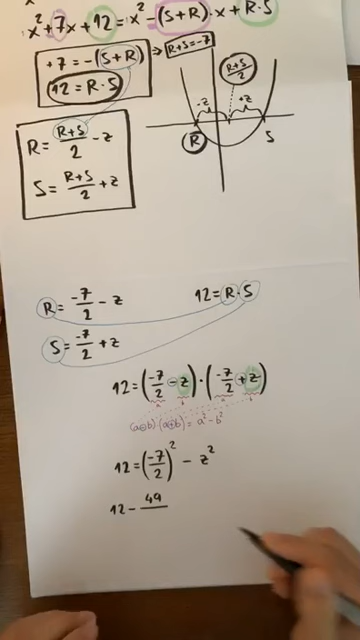 x²+7x+12=x²-(S+R)·x+R·S
+7=-(S+R)
R+S=-7
12=R·S
R+S/2
-z
+z
R
S
R=R+S/2-z
S=R+S/2+z
R=-7/2-z
12=R·S
S=-7/2+z
12=(-7/2-z)·(-7/2+z)
a b a b
(a-b)·(a+b)=a²-b²
12=(-7/2)²-z²
12-49